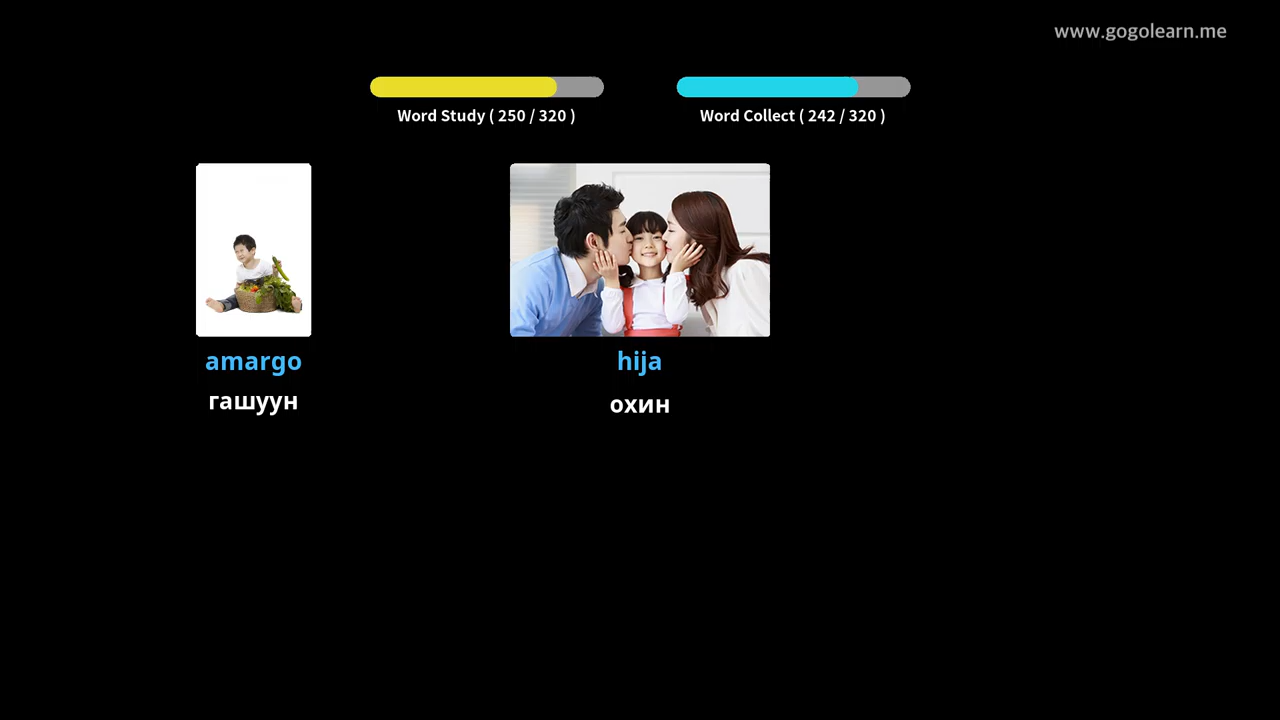 www.gogolearn.me
Word Study ( 250 / 320 )
Word Collect ( 242 / 320 )
amargo
гашуун
hija
охин